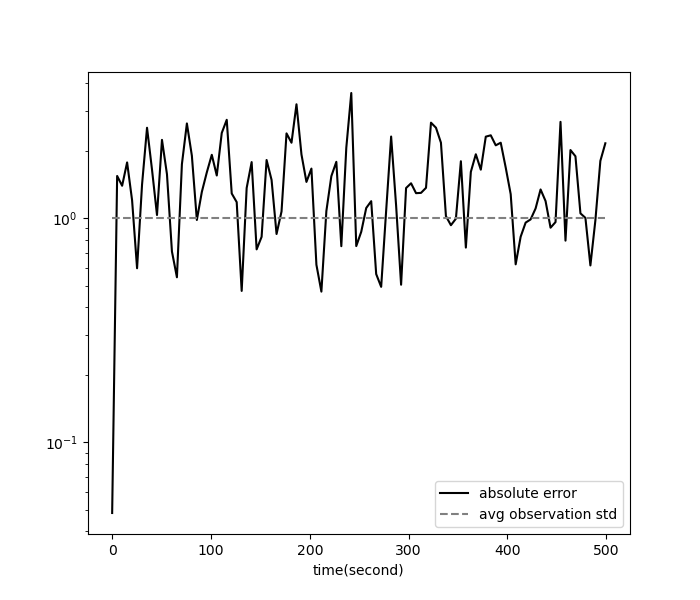 10⁰
10⁻¹
0 100 200 300 400 500
time(second)
absolute error
avg observation std